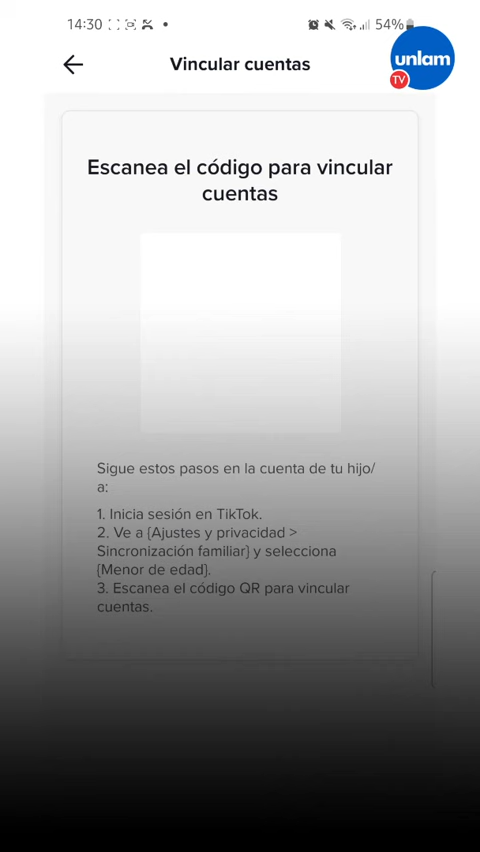 14:30
54%
unlam
TV
Vincular cuentas
Escanea el código para vincular
cuentas
Sigue estos pasos en la cuenta de tu hijo/
a:
1. Inicia sesión en TikTok.
2. Ve a {Ajustes y privacidad >
Sincronización familiar} y selecciona
{Menor de edad}.
3. Escanea el código QR para vincular
cuentas.